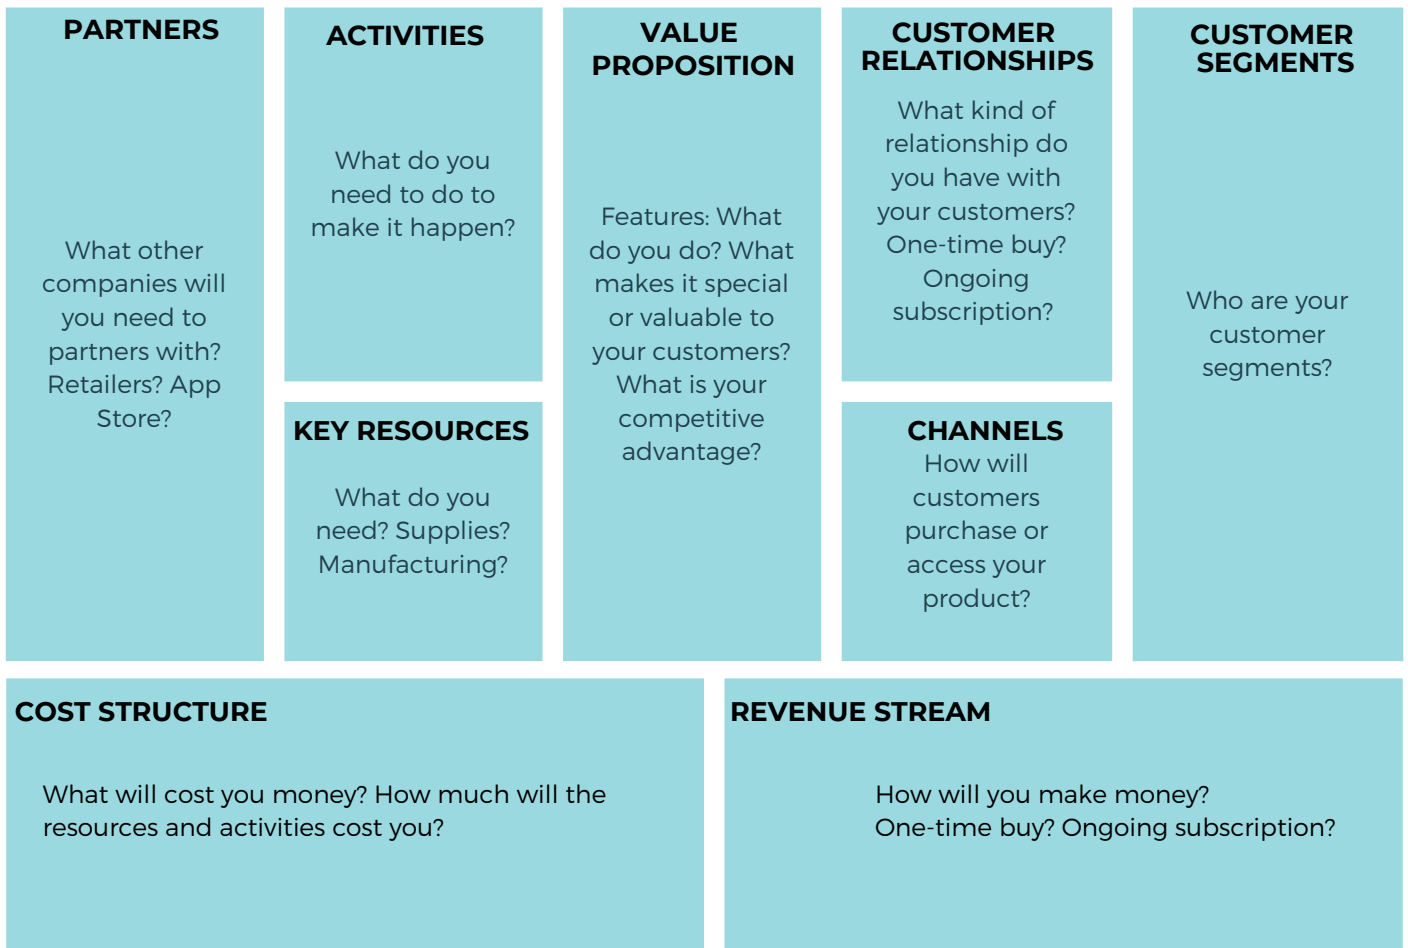 PARTNERS
What other
companies will
you need to
partners with?
Retailers? App
Store?
ACTIVITIES
What do you
need to do to
make it happen?
KEY RESOURCES
What do you
need? Supplies?
Manufacturing?
VALUE
PROPOSITION
Features: What
do you do? What
makes it special
or valuable to
your customers?
What is your
competitive
advantage?
CUSTOMER
RELATIONSHIPS
What kind of
relationship do
you have with
your customers?
One-time buy?
Ongoing
subscription?
CHANNELS
How will
customers
purchase or
access your
product?
CUSTOMER
SEGMENTS
Who are your
customer
segments?
COST STRUCTURE
What will cost you money? How much will the
resources and activities cost you?
REVENUE STREAM
How will you make money?
One-time buy? Ongoing subscription?